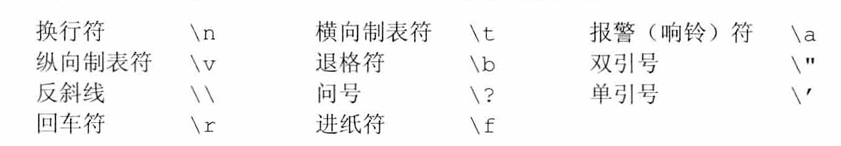 换行符 \n 横向制表符 \t 报警（响铃）符 \a
纵向制表符 \v 退格符 \b 双引号 \"
反斜线 \\ 问号 \? 单引号 \'
回车符 \r 进纸符 \f